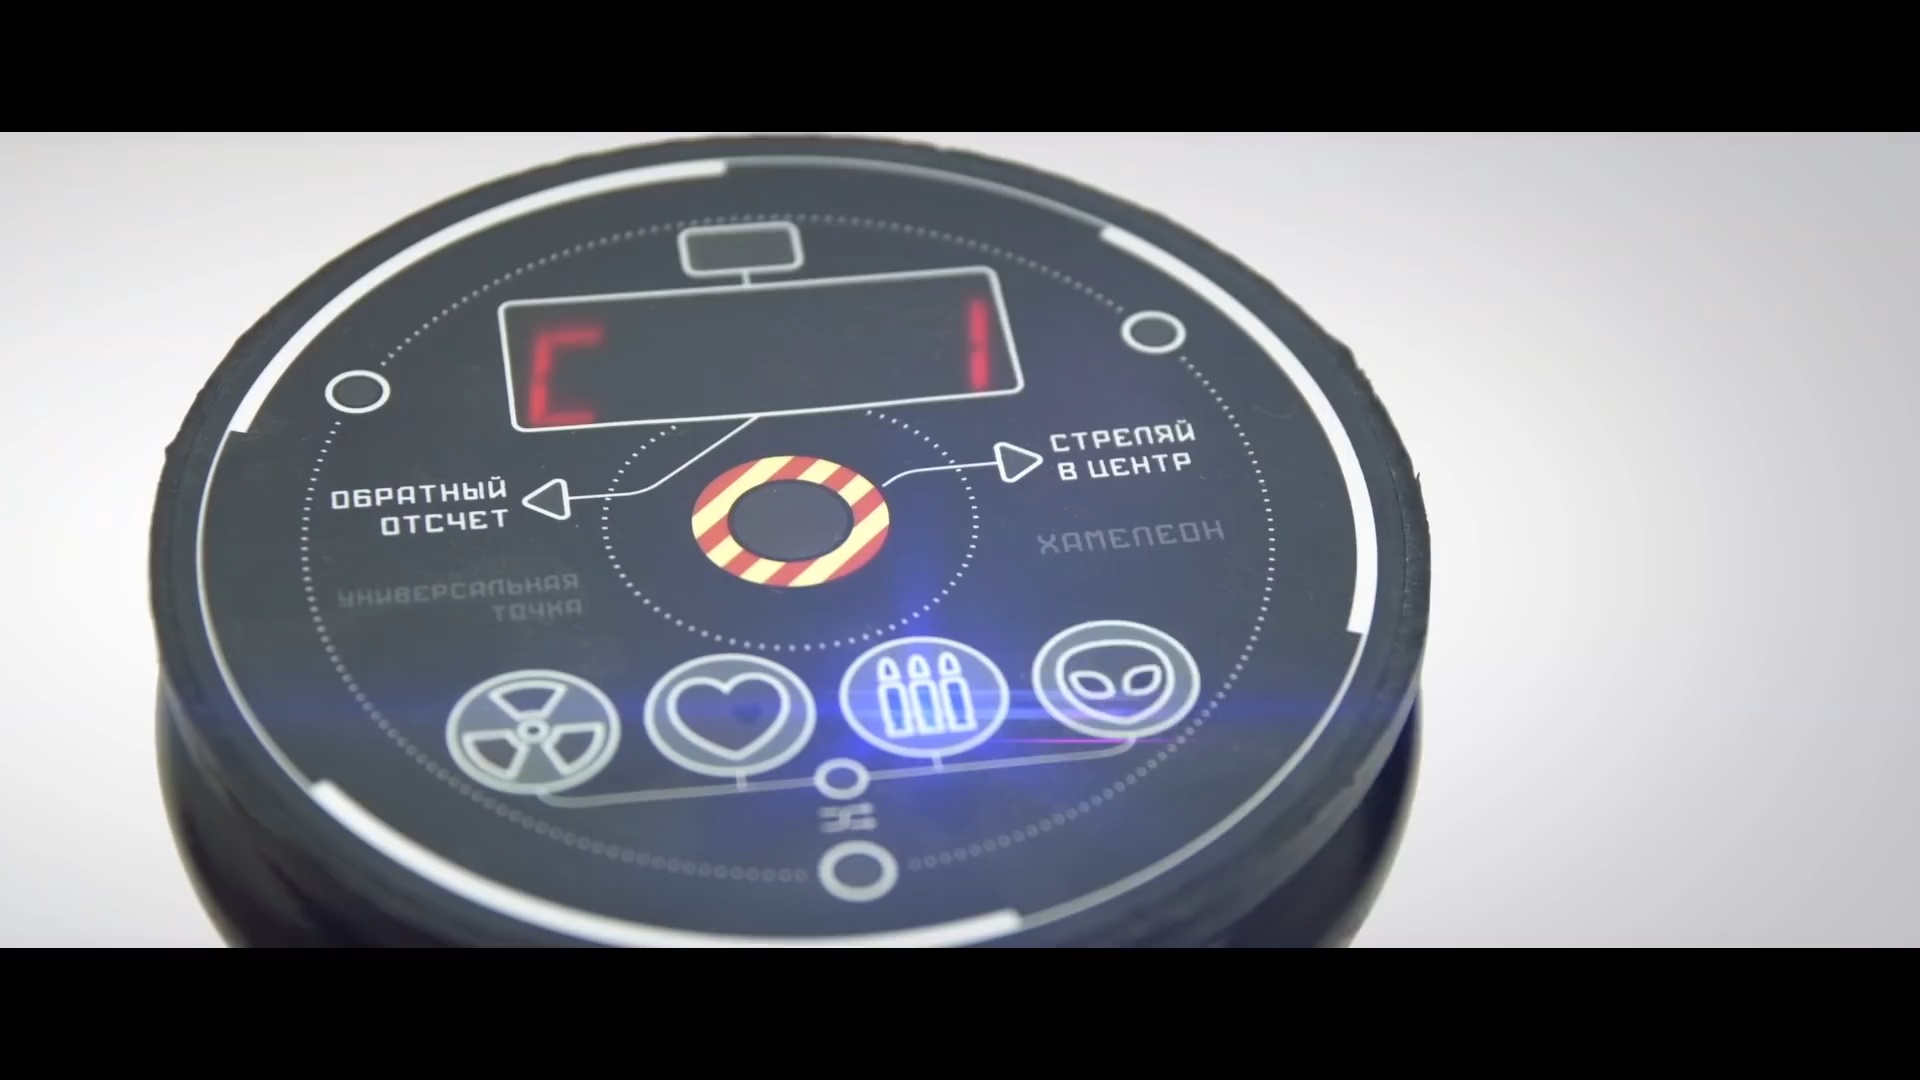 C 1
ОБРАТНЫЙ
ОТСЧЕТ
СТРЕЛЯЙ
В ЦЕНТР
ХАМЕЛЕОН
УНИВЕРСАЛЬНАЯ
ТОЧКА